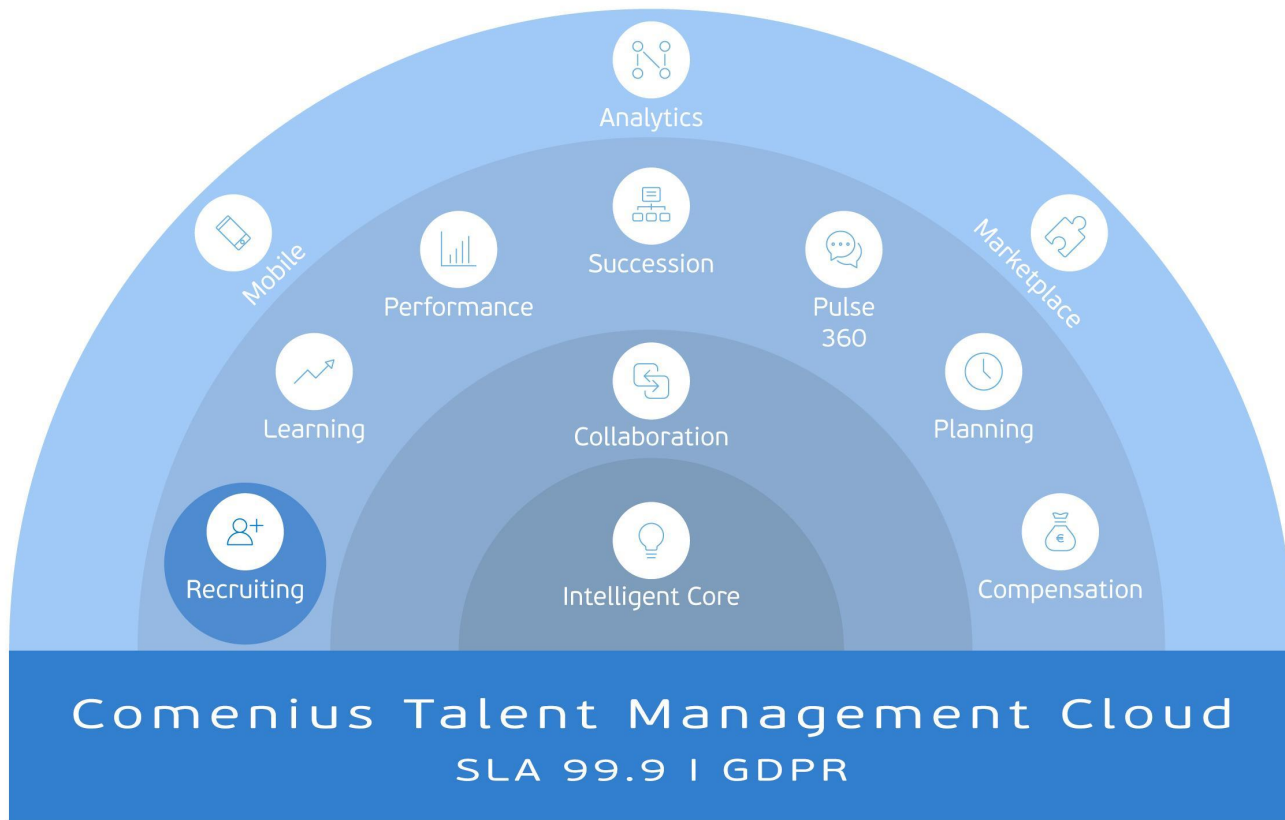 Analytics
Mobile
Marketplace
Succession
Performance
Pulse
360
Learning
Collaboration
Planning
Recruiting
Intelligent Core
Compensation
€
Comenius Talent Management Cloud
SLA 99.9 I GDPR